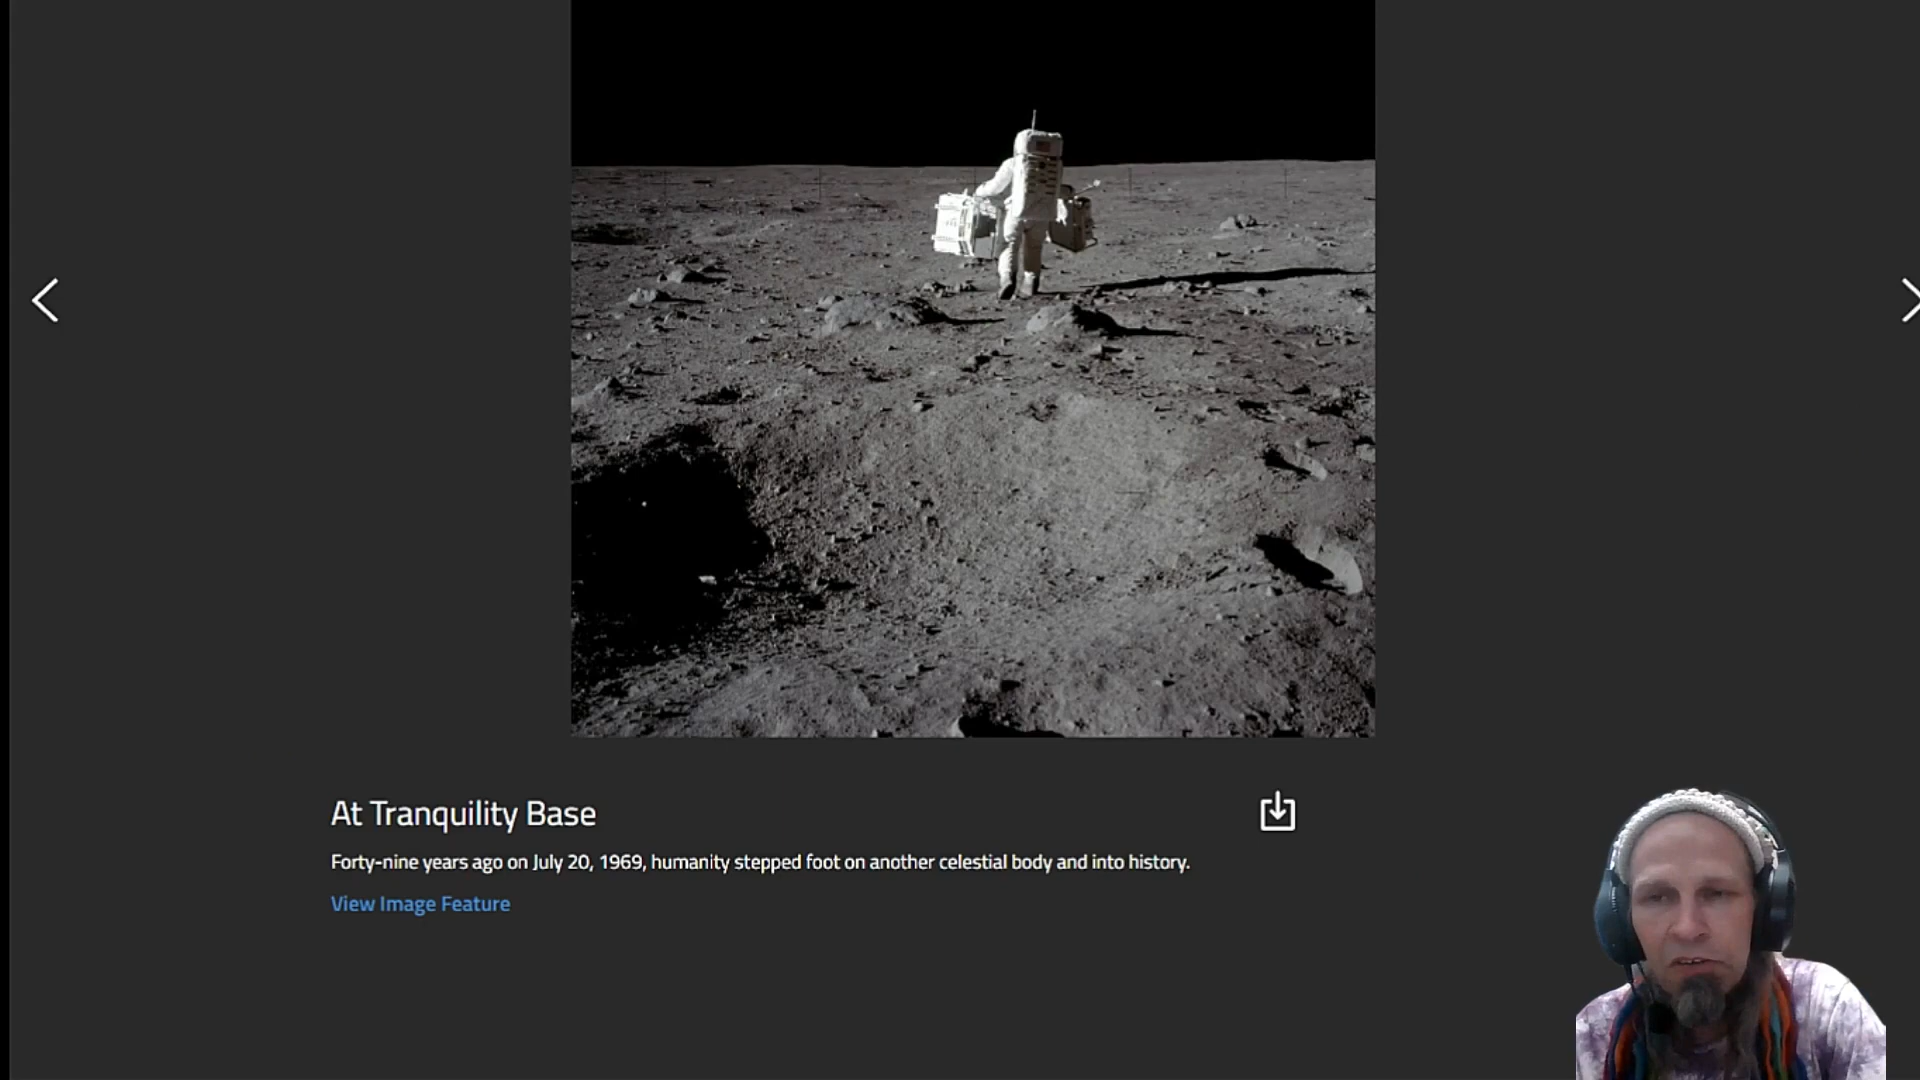 At Tranquility Base
Forty-nine years ago on July 20, 1969, humanity stepped foot on another celestial body and into history.
View Image Feature